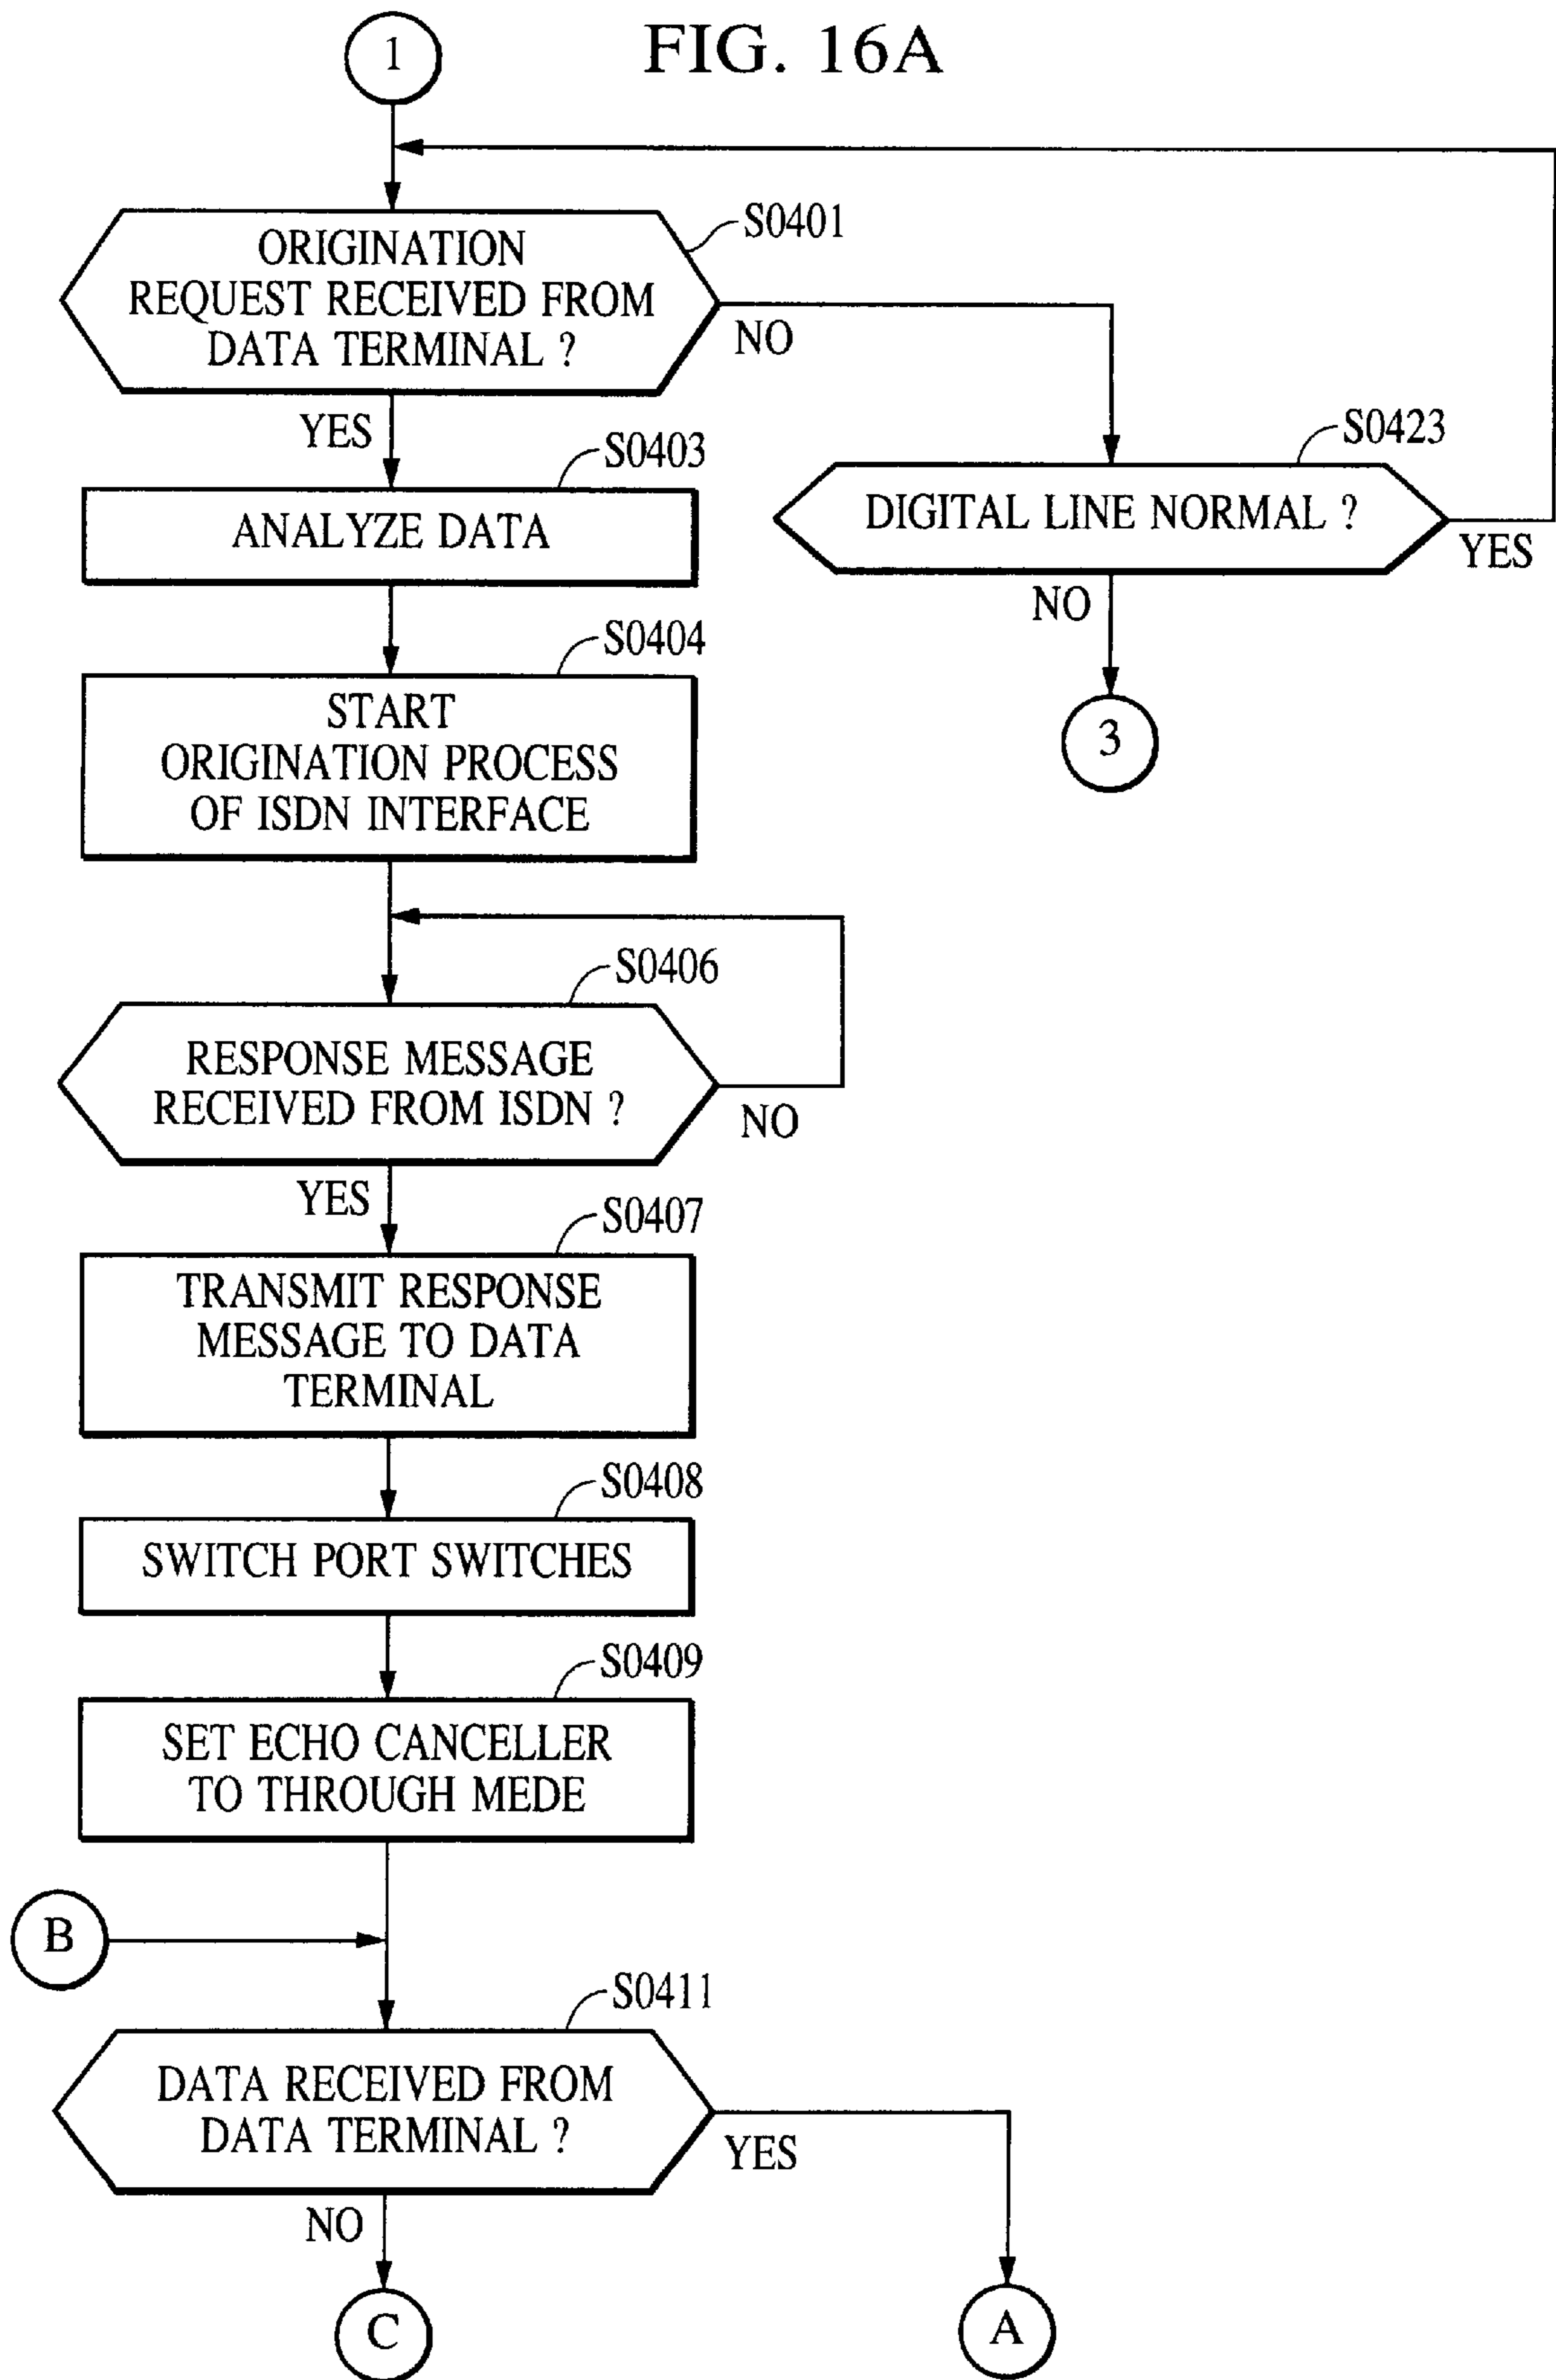 FIG. 16A
1
S0401
ORIGINATION
REQUEST RECEIVED FROM
DATA TERMINAL ?
NO
YES
S0423
DIGITAL LINE NORMAL ?
YES
NO
3
S0403
ANALYZE DATA
S0404
START
ORIGINATION PROCESS
OF ISDN INTERFACE
S0406
RESPONSE MESSAGE
RECEIVED FROM ISDN ?
NO
YES
S0407
TRANSMIT RESPONSE
MESSAGE TO DATA
TERMINAL
S0408
SWITCH PORT SWITCHES
S0409
SET ECHO CANCELLER
TO THROUGH MEDE
B
S0411
DATA RECEIVED FROM
DATA TERMINAL ?
YES
NO
C
A